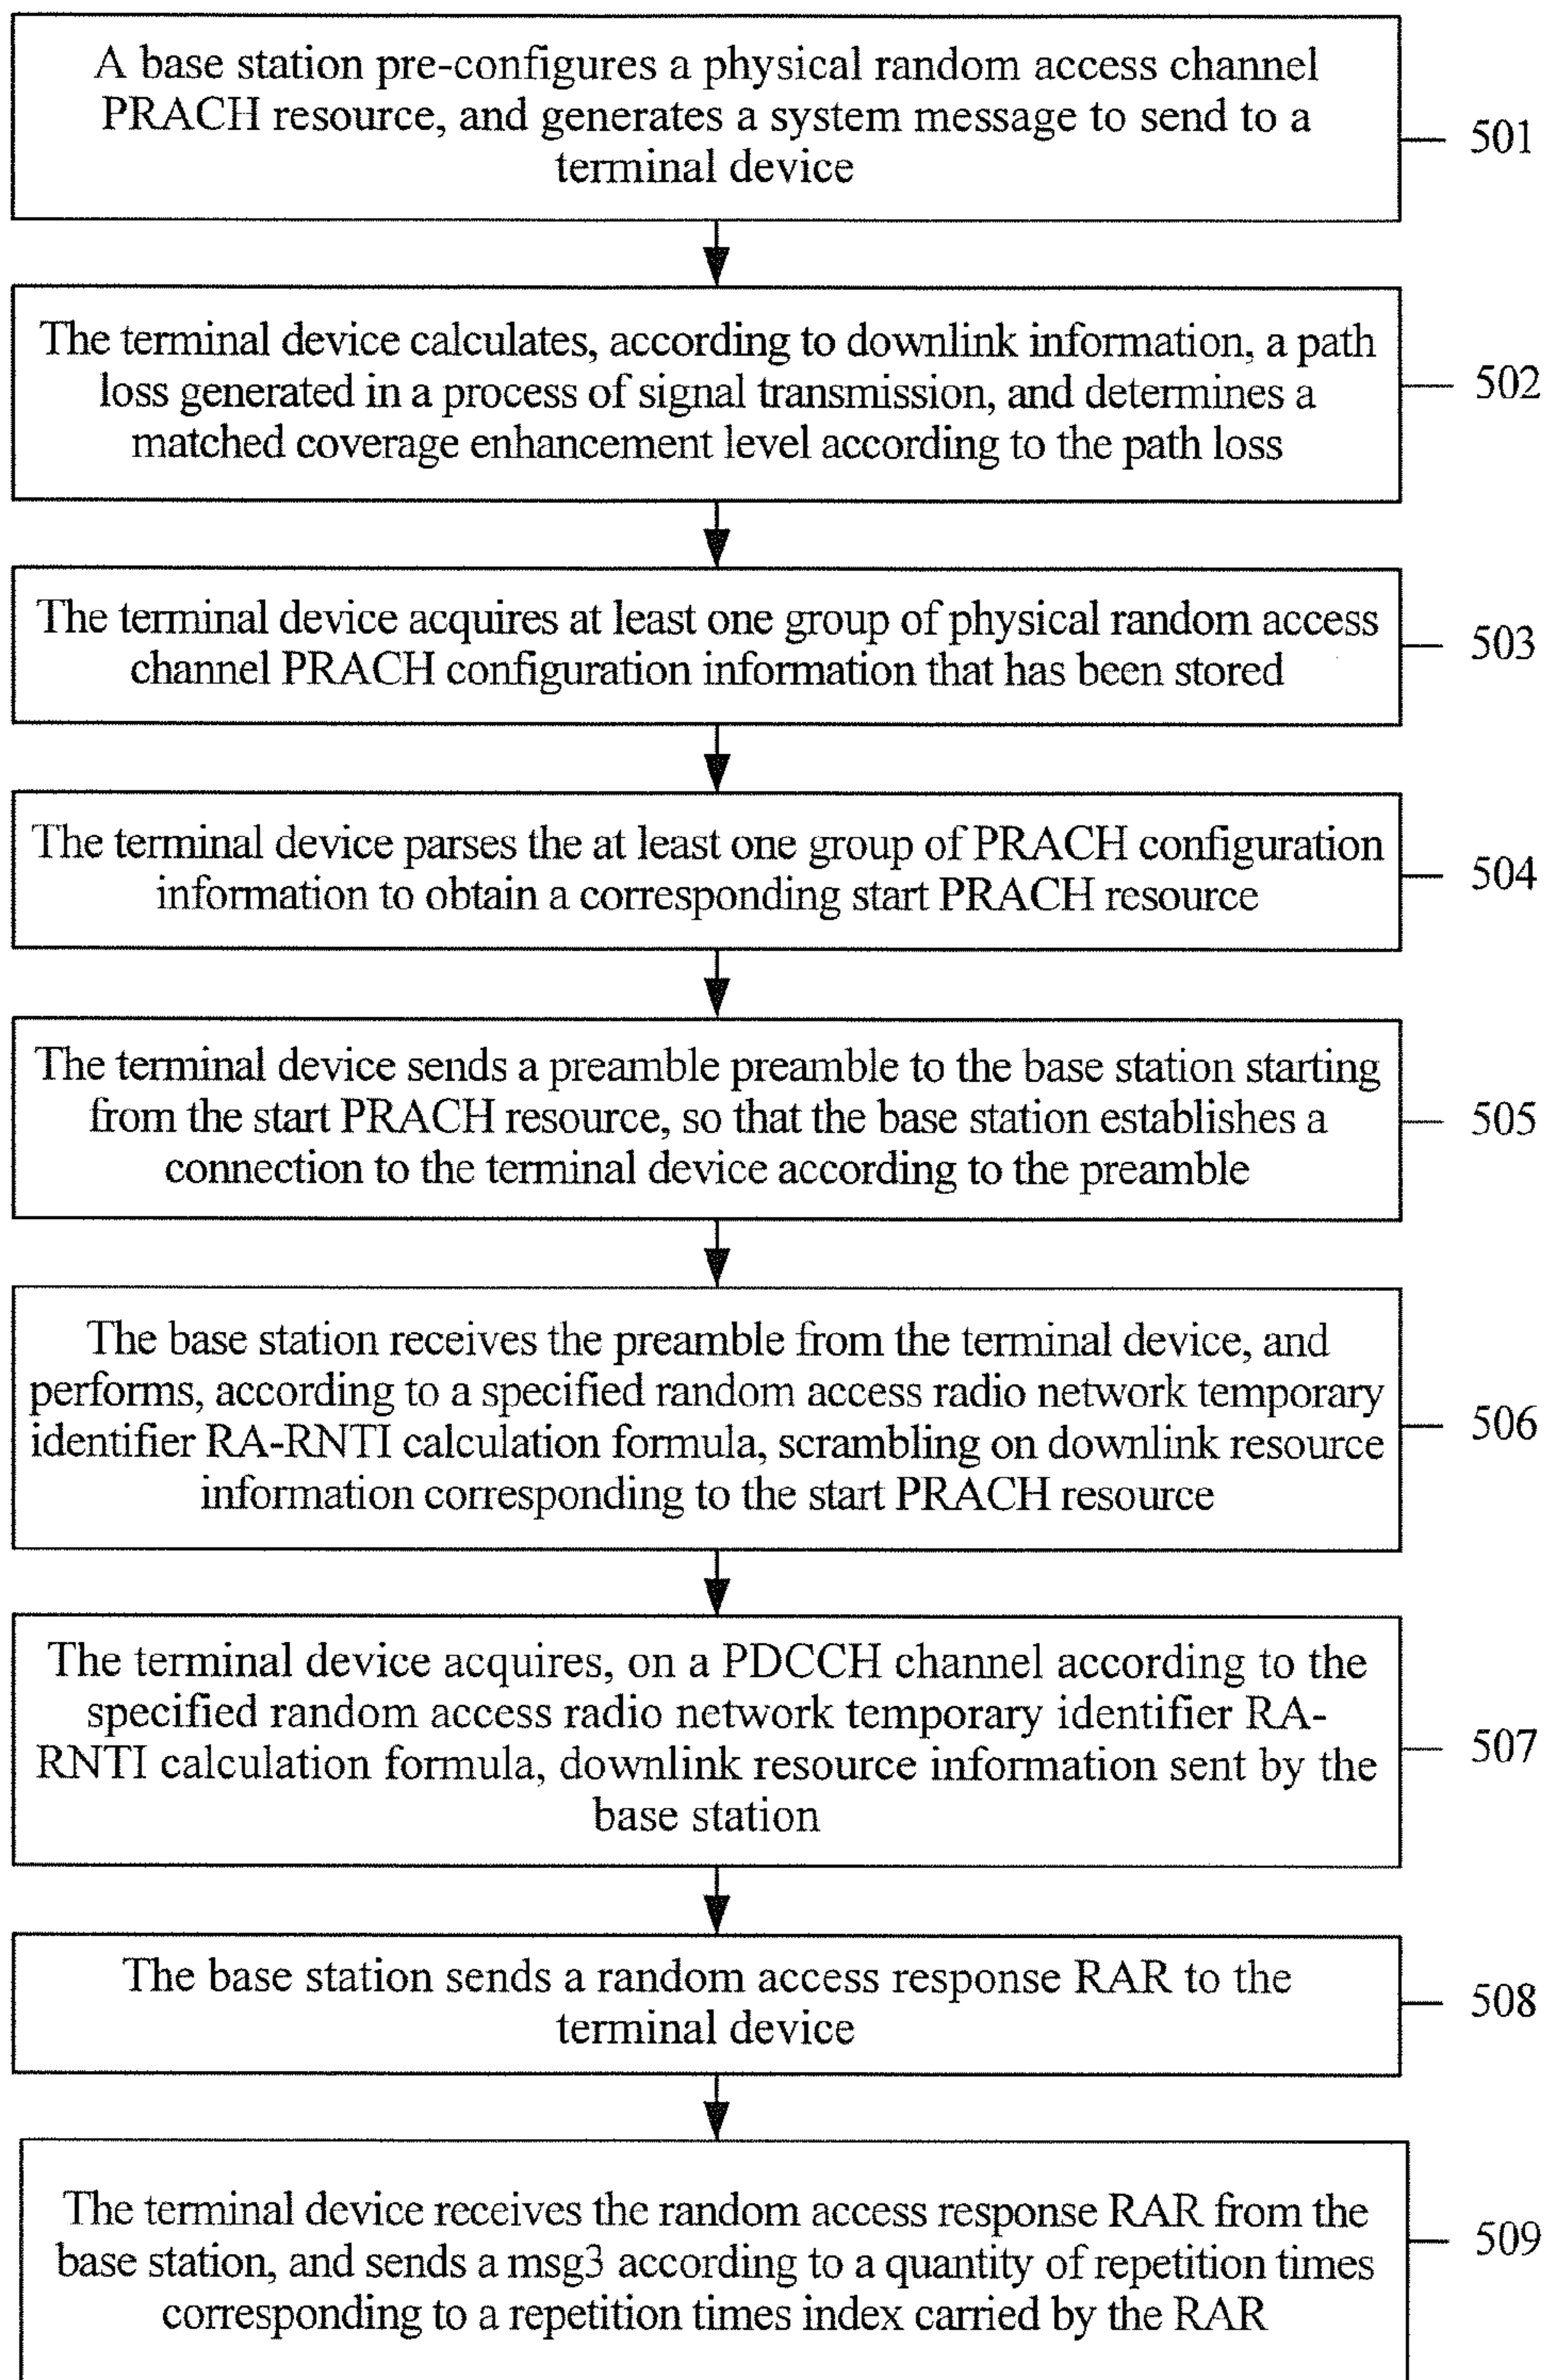 A base station pre-configures a physical random access channel
PRACH resource, and generates a system message to send to a
terminal device
501
The terminal device calculates, according to downlink information, a path
loss generated in a process of signal transmission, and determines a
matched coverage enhancement level according to the path loss
502
The terminal device acquires at least one group of physical random access
channel PRACH configuration information that has been stored
503
The terminal device parses the at least one group of PRACH configuration
information to obtain a corresponding start PRACH resource
504
The terminal device sends a preamble preamble to the base station starting
from the start PRACH resource, so that the base station establishes a
connection to the terminal device according to the preamble
505
The base station receives the preamble from the terminal device, and
performs, according to a specified random access radio network temporary
identifier RA-RNTI calculation formula, scrambling on downlink resource
information corresponding to the start PRACH resource
506
The terminal device acquires, on a PDCCH channel according to the
specified random access radio network temporary identifier RA-
RNTI calculation formula, downlink resource information sent by the
base station
507
The base station sends a random access response RAR to the
terminal device
508
The terminal device receives the random access response RAR from the
base station, and sends a msg3 according to a quantity of repetition times
corresponding to a repetition times index carried by the RAR
509